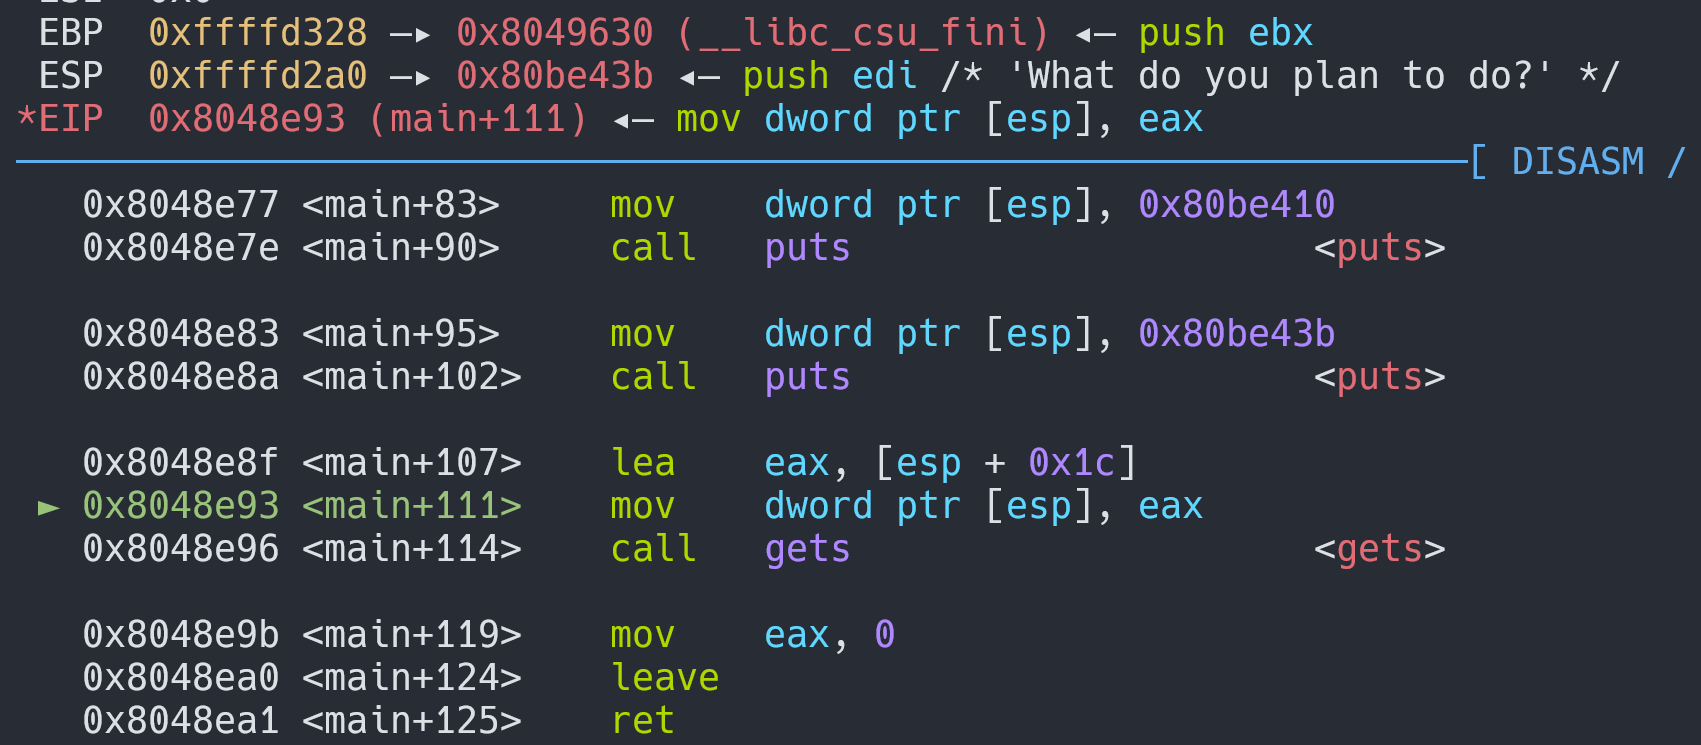 EBP 0xffffd328 —▸ 0x8049630 (__libc_csu_fini) ◂— push ebx
ESP 0xffffd2a0 —▸ 0x80be43b ◂— push edi /* 'What do you plan to do?' */
*EIP 0x8048e93 (main+111) ◂— mov dword ptr [esp], eax
[ DISASM /
0x8048e77 <main+83> mov dword ptr [esp], 0x80be410
0x8048e7e <main+90> call puts <puts>
0x8048e83 <main+95> mov dword ptr [esp], 0x80be43b
0x8048e8a <main+102> call puts <puts>
0x8048e8f <main+107> lea eax, [esp + 0x1c]
► 0x8048e93 <main+111> mov dword ptr [esp], eax
0x8048e96 <main+114> call gets <gets>
0x8048e9b <main+119> mov eax, 0
0x8048ea0 <main+124> leave
0x8048ea1 <main+125> ret